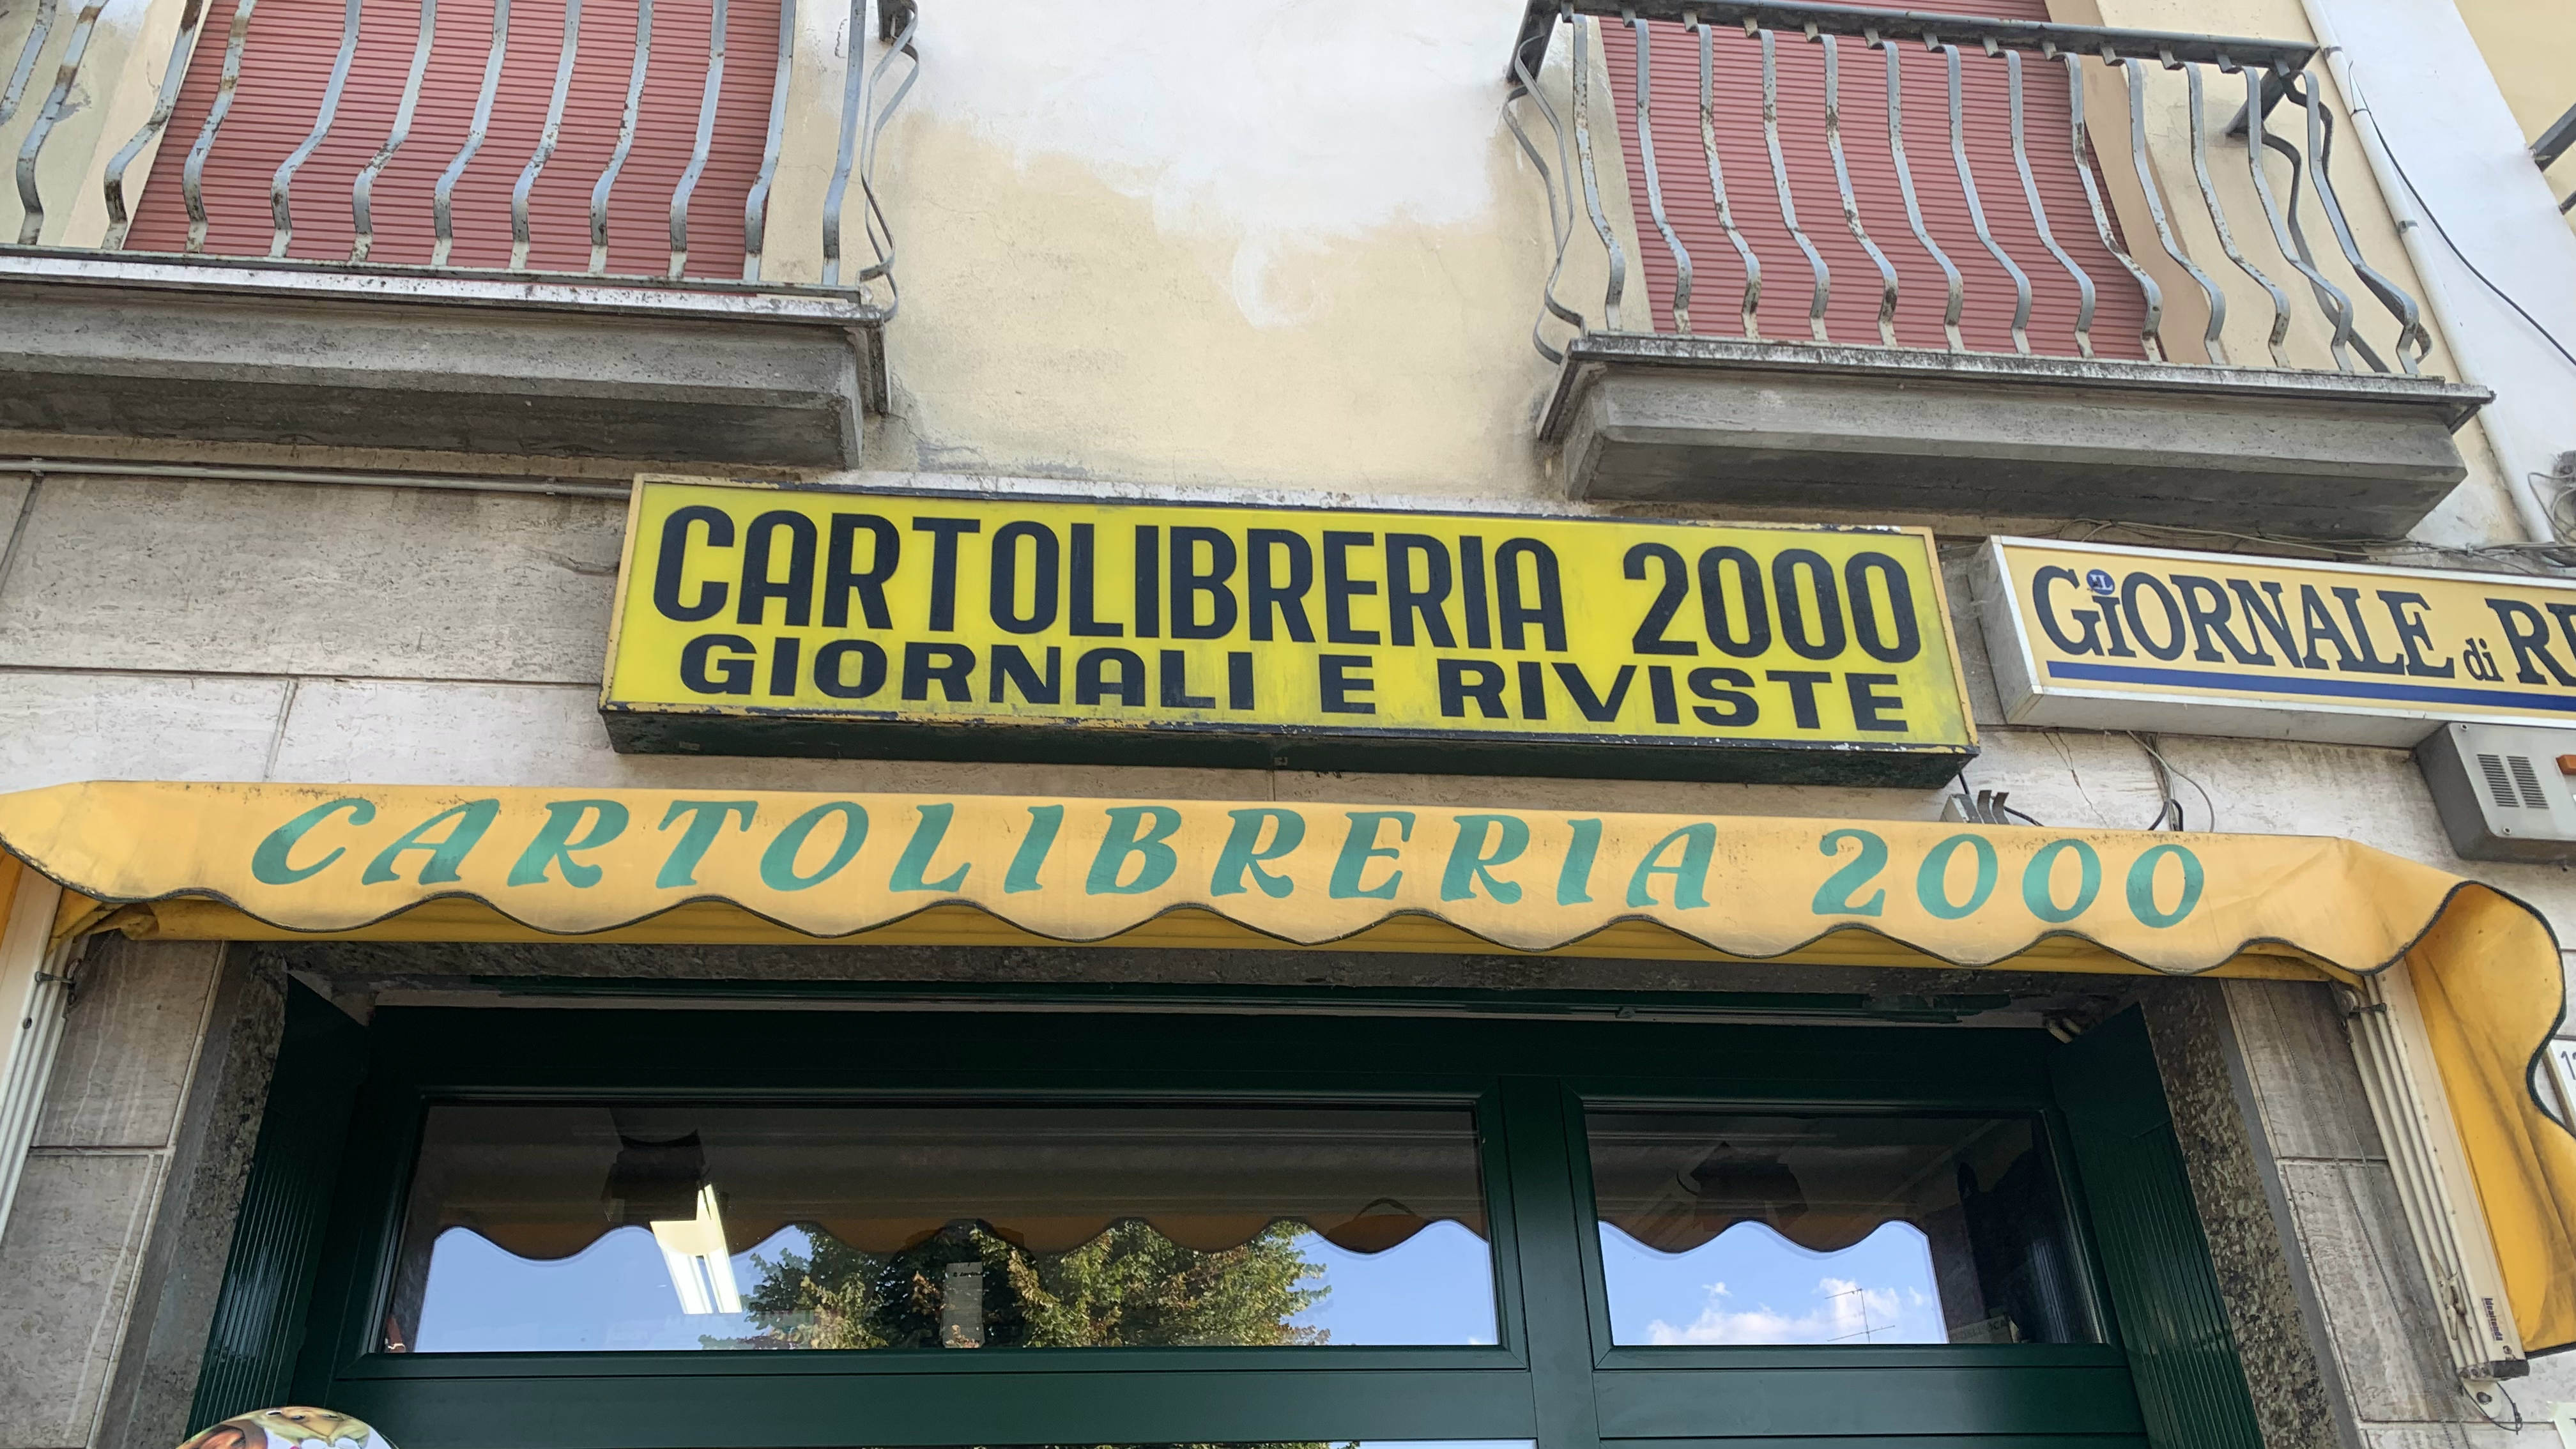 CARTOLIBRERIA 2000
GIORNALI E RIVISTE
GIORNALE di
CARTOLIBRERIA 2000